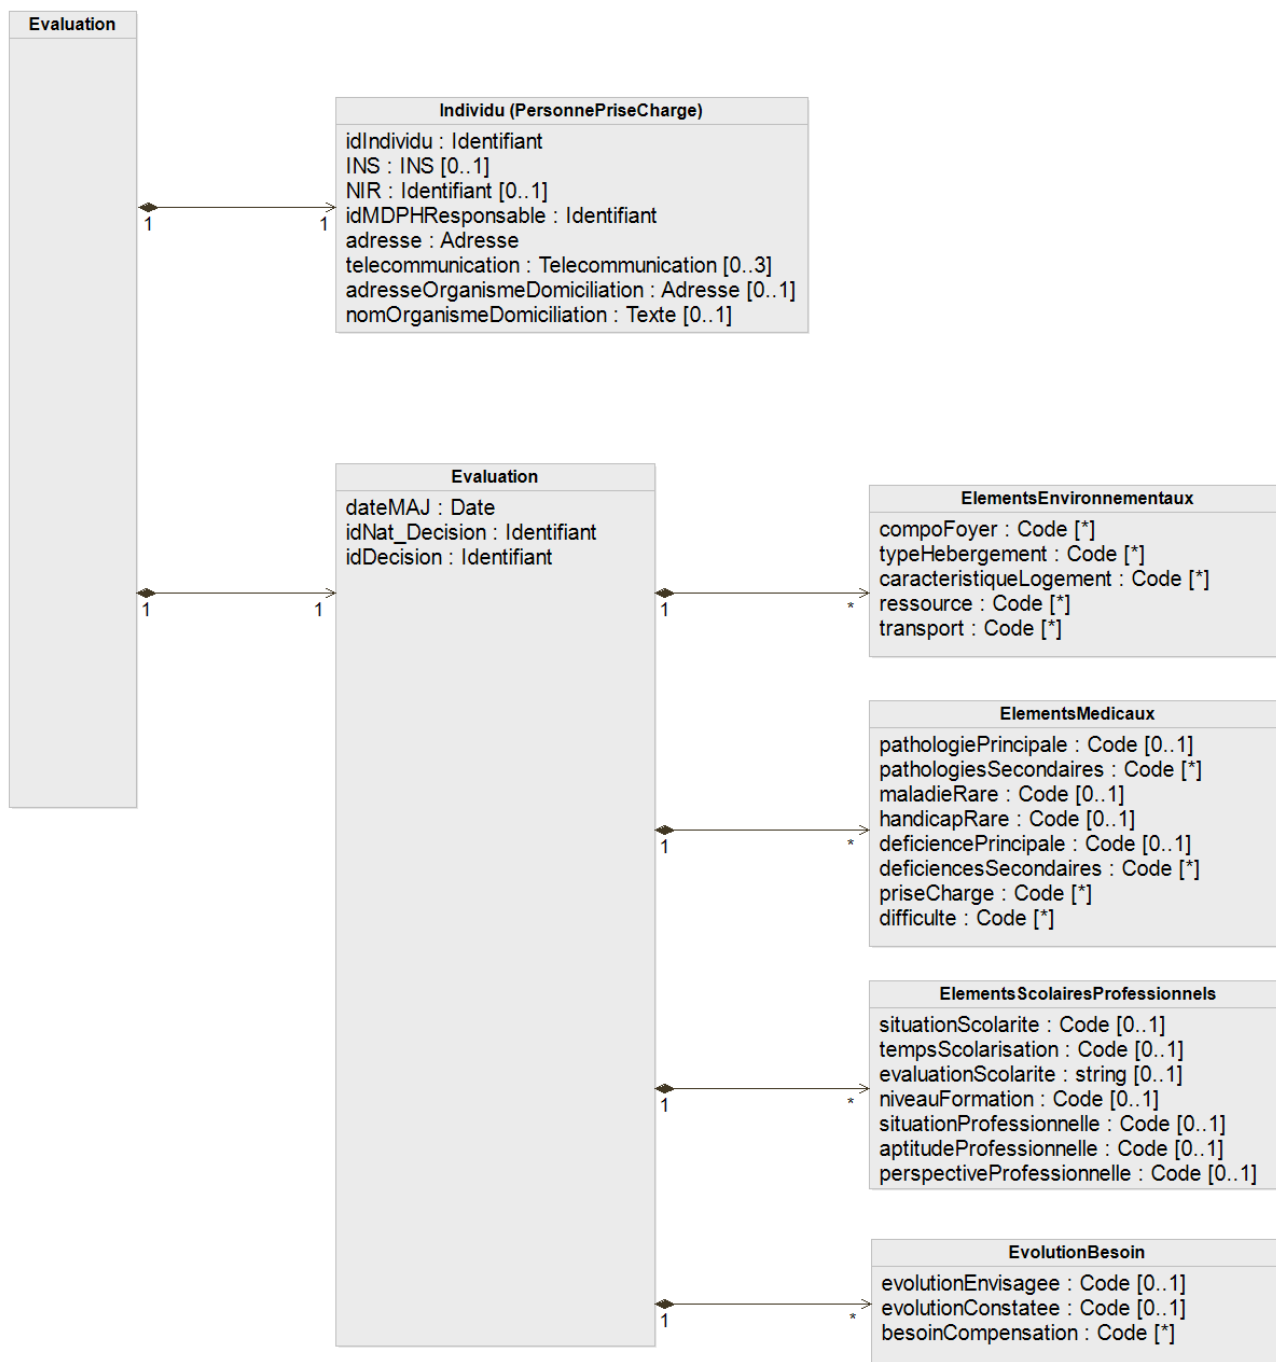 Evaluation
Individu (PersonnePriseCharge)
idIndividu : Identifiant
INS : INS [0..1]
NIR : Identifiant [0..1]
idMDPHResponsable : Identifiant
adresse : Adresse
telecommunication : Telecommunication [0..3]
adresseOrganismeDomiciliation : Adresse [0..1]
nomOrganismeDomiciliation : Texte [0..1]
1
1
Evaluation
dateMAJ : Date
idNat_Decision : Identifiant
idDecision : Identifiant
1
1
ElementsEnvironnementaux
compoFoyer : Code [*]
typeHebergement : Code [*]
caracteristiqueLogement : Code [*]
ressource : Code [*]
transport : Code [*]
1
*
ElementsMedicaux
pathologiePrincipale : Code [0..1]
pathologiesSecondaires : Code [*]
maladieRare : Code [0..1]
handicapRare : Code [0..1]
deficiencePrincipale : Code [0..1]
deficiencesSecondaires : Code [*]
priseCharge : Code [*]
difficulte : Code [*]
1
*
ElementsScolairesProfessionnels
situationScolarite : Code [0..1]
tempsScolarisation : Code [0..1]
evaluationScolarite : string [0..1]
niveauFormation : Code [0..1]
situationProfessionnelle : Code [0..1]
aptitudeProfessionnelle : Code [0..1]
perspectiveProfessionnelle : Code [0..1]
1
*
EvolutionBesoin
evolutionEnvisagee : Code [0..1]
evolutionConstatee : Code [0..1]
besoinCompensation : Code [*]
1
*